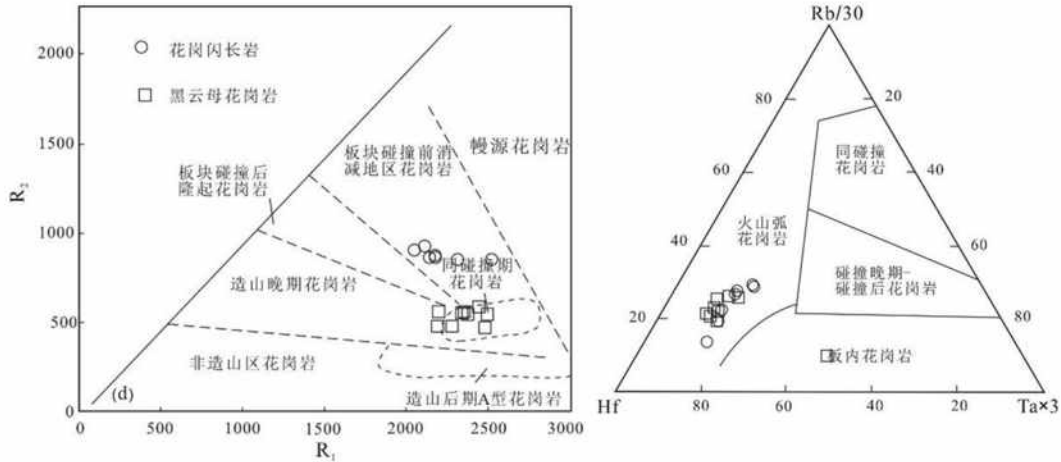 2000
1500
1000
500
0
R₂
花岗闪长岩
黑云母花岗岩
板块碰撞后
隆起花岗岩
板块碰撞前消
减地区花岗岩
幔源花岗岩
造山晚期花岗岩
同碰撞期
花岗岩
非造山区花岗岩
造山后期A型花岗岩
(d)
0
500
1000
1500
2000
2500
3000
R₁
Rb/30
80
20
同碰撞
花岗岩
60
40
火山弧
花岗岩
40
60
碰撞晚期-
碰撞后花岗岩
20
80
板内花岗岩
Hf
80
60
40
20
Ta×3